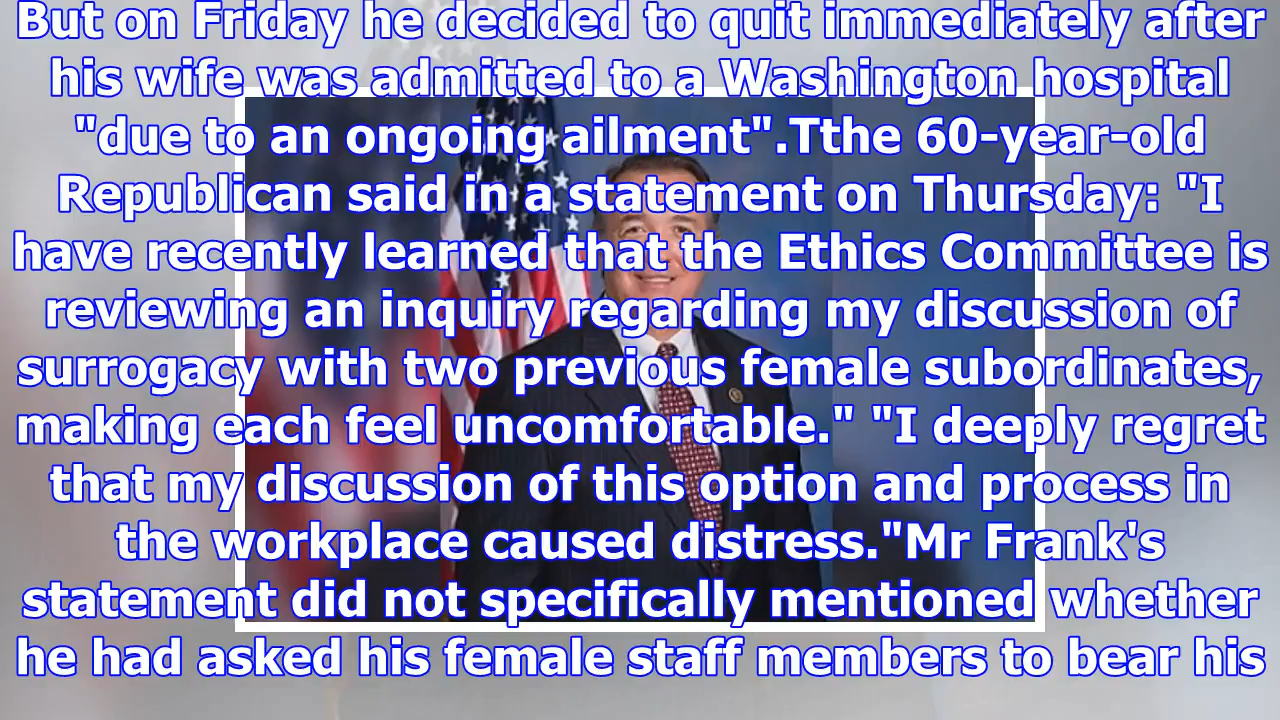 But on Friday he decided to quit immediately after
his wife was admitted to a Washington hospital
"due to an ongoing ailment".Tthe 60-year-old
Republican said in a statement on Thursday: "I
have recently learned that the Ethics Committee is
reviewing an inquiry regarding my discussion of
surrogacy with two previous female subordinates,
making each feel uncomfortable." "I deeply regret
that my discussion of this option and process in
the workplace caused distress."Mr Frank's
statement did not specifically mentioned whether
he had asked his female staff members to bear his